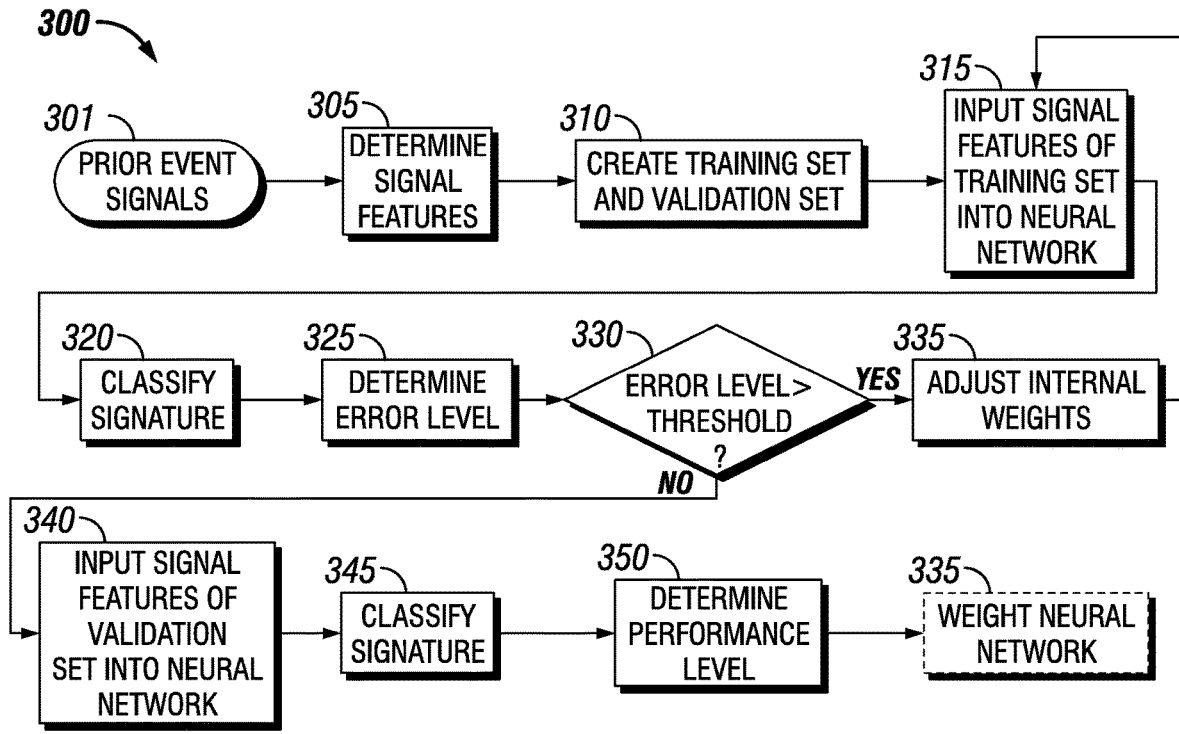 300
301
PRIOR EVENT
SIGNALS
305
DETERMINE
SIGNAL
FEATURES
310
CREATE TRAINING SET
AND VALIDATION SET
315
INPUT SIGNAL
FEATURES OF
TRAINING SET
INTO NEURAL
NETWORK
320
CLASSIFY
SIGNATURE
325
DETERMINE
ERROR LEVEL
330
ERROR LEVEL >
THRESHOLD
?
YES
NO
335
ADJUST INTERNAL
WEIGHTS
340
INPUT SIGNAL
FEATURES OF
VALIDATION
SET INTO NEURAL
NETWORK
345
CLASSIFY
SIGNATURE
350
DETERMINE
PERFORMANCE
LEVEL
335
WEIGHT NEURAL
NETWORK